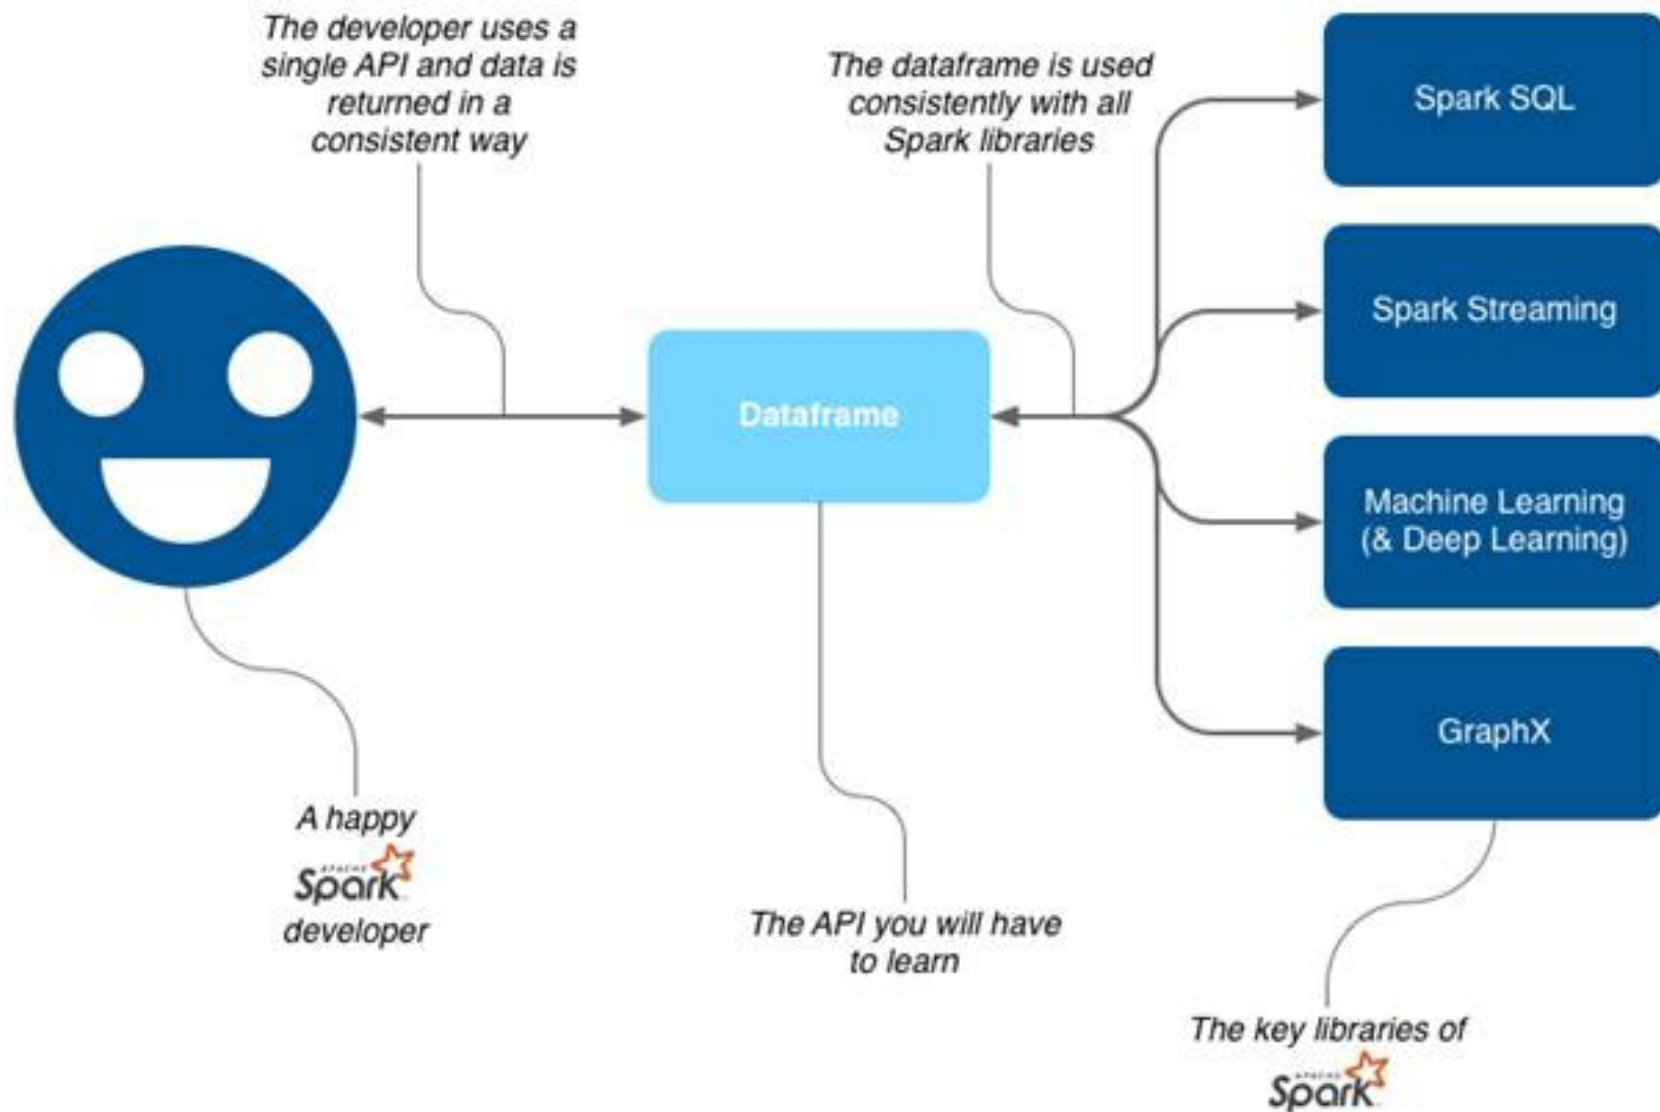 The developer uses a
single API and data is
returned in a
consistent way
The dataframe is used
consistently with all
Spark libraries
Spark SQL
Spark Streaming
Dataframe
Machine Learning
(& Deep Learning)
GraphX
A happy
APACHE
Spark
developer
The API you will have
to learn
The key libraries of
APACHE
Spark